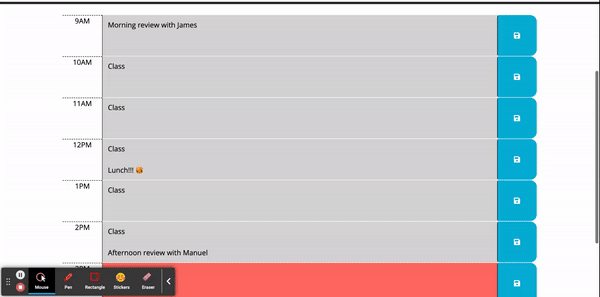 9AM Morning review with James
10AM Class
11AM Class
12PM Class
Lunch!!! 🍔
1PM Class
2PM Class
Afternoon review with Manuel
Mouse Pen Rectangle Stickers Eraser